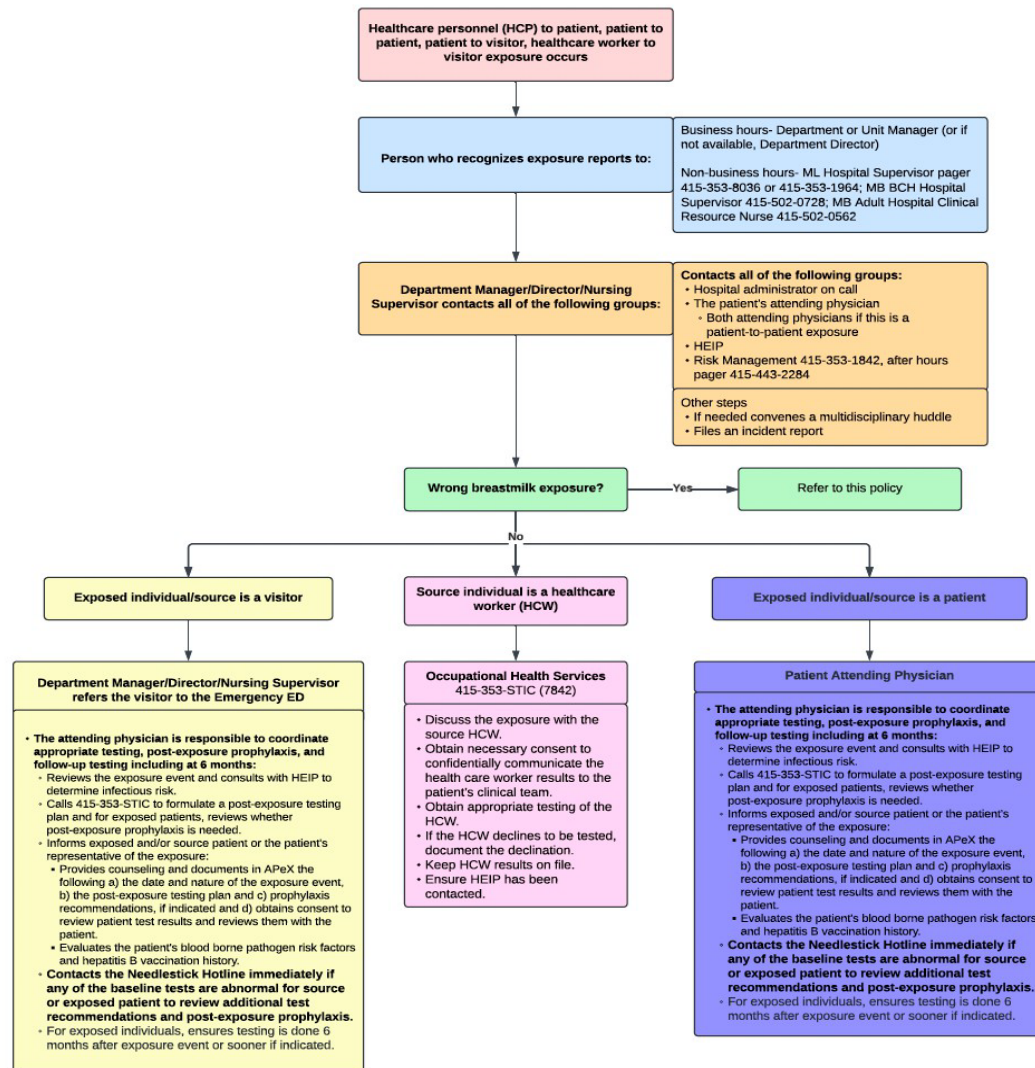 Healthcare personnel (HCP) to patient, patient to
patient, patient to visitor, healthcare worker to
visitor exposure occurs
Person who recognizes exposure reports to:
Business hours- Department or Unit Manager (or if
not available, Department Director)
Non-business hours- ML Hospital Supervisor pager
415-353-8036 or 415-353-1964; MB BCH Hospital
Supervisor 415-502-0728; MB Adult Hospital Clinical
Resource Nurse 415-502-0562
Department Manager/Director/Nursing
Supervisor contacts all of the following groups:
Contacts all of the following groups:
• Hospital administrator on call
• The patient's attending physician
◦ Both attending physicians if this is a
patient-to-patient exposure
• HEIP
• Risk Management 415-353-1842, after hours
pager 415-443-2284
Other steps
• If needed convenes a multidisciplinary huddle
• Files an incident report
Wrong breastmilk exposure?
Yes
Refer to this policy
No
Exposed individual/source is a visitor
Source individual is a healthcare
worker (HCW)
Exposed individual/source is a patient
Department Manager/Director/Nursing Supervisor
refers the visitor to the Emergency ED
• The attending physician is responsible to coordinate
appropriate testing, post-exposure prophylaxis, and
follow-up testing including at 6 months:
◦ Reviews the exposure event and consults with HEIP to
determine infectious risk.
◦ Calls 415-353-STIC to formulate a post-exposure testing
plan and for exposed patients, reviews whether
post-exposure prophylaxis is needed.
◦ Informs exposed and/or source patient or the patient's
representative of the exposure:
▪ Provides counseling and documents in APeX the
following a) the date and nature of the exposure event,
b) the post-exposure testing plan and c) prophylaxis
recommendations, if indicated and d) obtains consent to
review patient test results and reviews them with the
patient.
▪ Evaluates the patient's blood borne pathogen risk factors
and hepatitis B vaccination history.
◦ Contacts the Needlestick Hotline immediately if
any of the baseline tests are abnormal for source
or exposed patient to review additional test
recommendations and post-exposure prophylaxis.
◦ For exposed individuals, ensures testing is done 6
months after exposure event or sooner if indicated.
Occupational Health Services
415-353-STIC (7842)
• Discuss the exposure with the
source HCW.
• Obtain necessary consent to
confidentially communicate the
health care worker results to the
patient's clinical team.
• Obtain appropriate testing of the
HCW.
• If the HCW declines to be tested,
document the declination.
• Keep HCW results on file.
• Ensure HEIP has been
contacted.
Patient Attending Physician
• The attending physician is responsible to coordinate
appropriate testing, post-exposure prophylaxis, and
follow-up testing including at 6 months:
◦ Reviews the exposure event and consults with HEIP to
determine infectious risk.
◦ Calls 415-353-STIC to formulate a post-exposure testing
plan and for exposed patients, reviews whether
post-exposure prophylaxis is needed.
◦ Informs exposed and/or source patient or the patient's
representative of the exposure:
▪ Provides counseling and documents in APeX the
following a) the date and nature of the exposure event,
b) the post-exposure testing plan and c) prophylaxis
recommendations, if indicated and d) obtains consent to
review patient test results and reviews them with the
patient.
▪ Evaluates the patient's blood borne pathogen risk factors
and hepatitis B vaccination history.
◦ Contacts the Needlestick Hotline immediately if
any of the baseline tests are abnormal for source
or exposed patient to review additional test
recommendations and post-exposure prophylaxis.
◦ For exposed individuals, ensures testing is done 6
months after exposure event or sooner if indicated.